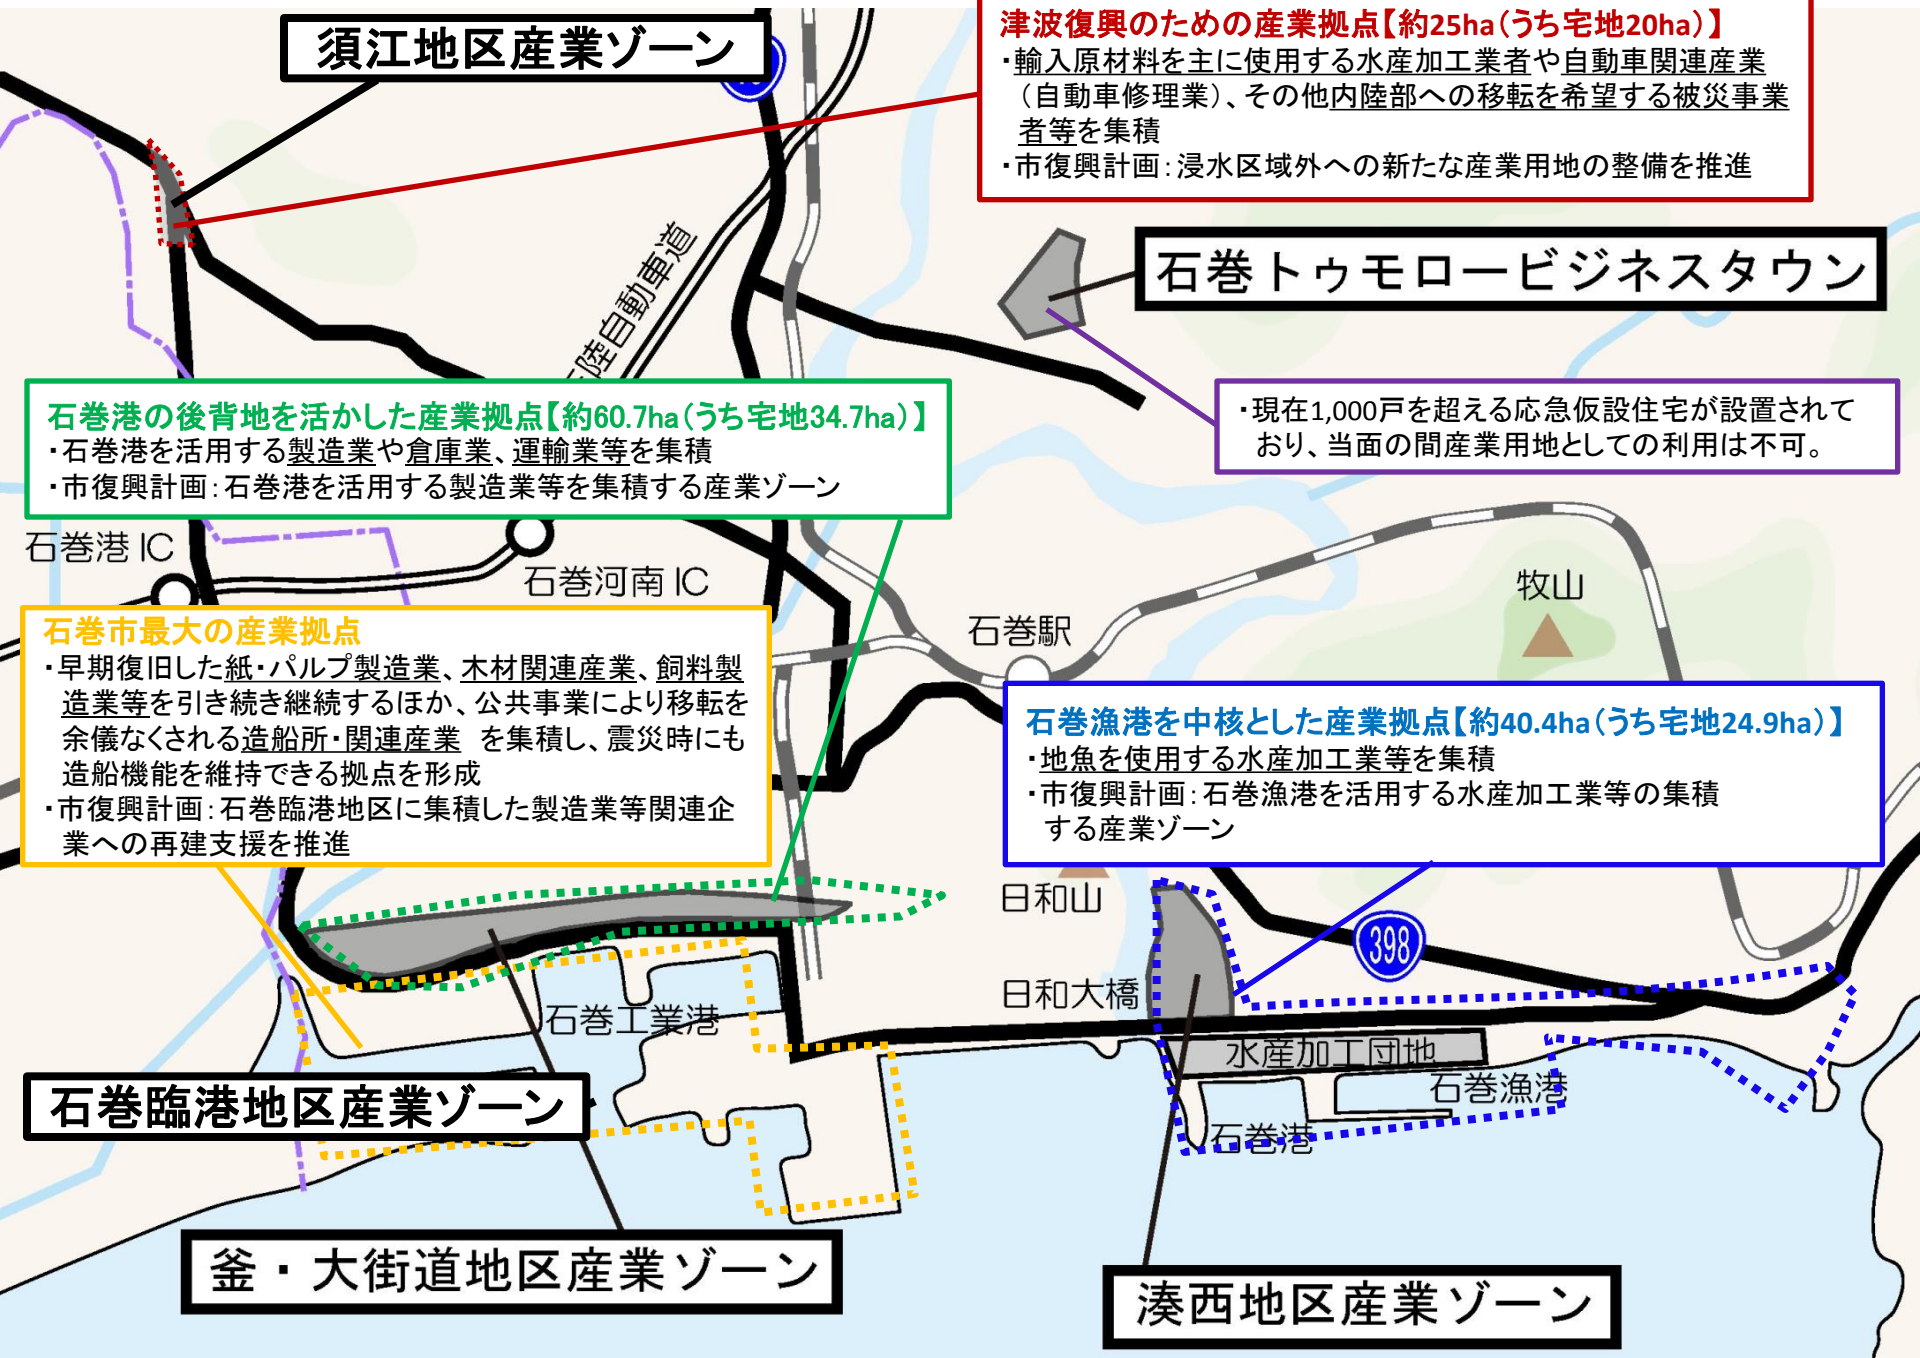 須江地区産業ゾーン
津波復興のための産業拠点【約25ha(うち宅地20ha)】
・輸入原材料を主に使用する水産加工業者や自動車関連産業
(自動車修理業)、その他内陸部への移転を希望する被災事業
者等を集積
・市復興計画:浸水区域外への新たな産業用地の整備を推進
石巻トゥモロービジネスタウン
陸自動車道
・現在1,000戸を超える応急仮設住宅が設置されて
おり、当面の間産業用地としての利用は不可。
石巻港の後背地を活かした産業拠点【約60.7ha(うち宅地34.7ha)】
・石巻港を活用する製造業や倉庫業、運輸業等を集積
・市復興計画:石巻港を活用する製造業等を集積する産業ゾーン
石巻港IC
石巻河南IC
石巻駅
牧山
石巻市最大の産業拠点
・早期復旧した紙・パルプ製造業、木材関連産業、飼料製
造業等を引き続き継続するほか、公共事業により移転を
余儀なくされる造船所・関連産業 を集積し、震災時にも
造船機能を維持できる拠点を形成
・市復興計画:石巻臨港地区に集積した製造業等関連企
業への再建支援を推進
石巻漁港を中核とした産業拠点【約40.4ha(うち宅地24.9ha)】
・地魚を使用する水産加工業等を集積
・市復興計画:石巻漁港を活用する水産加工業等の集積
する産業ゾーン
日和山
398
日和大橋
石巻工業港
水産加工団地
石巻漁港
石巻港
石巻臨港地区産業ゾーン
釜・大街道地区産業ゾーン
湊西地区産業ゾーン